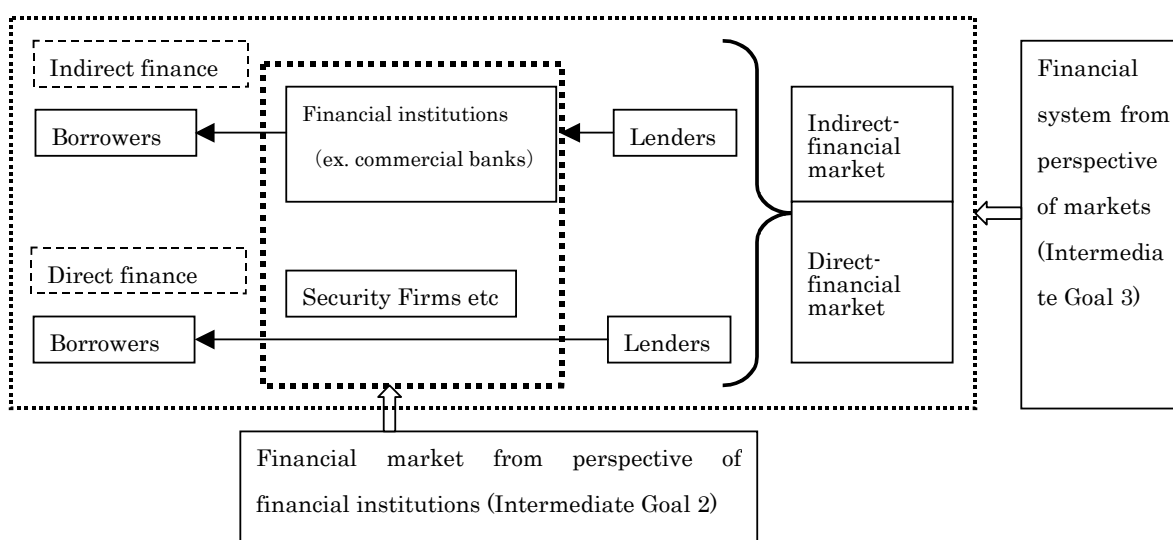 Indirect finance
Borrowers
Financial institutions
(ex. commercial banks)
Lenders
Direct finance
Security Firms etc
Borrowers
Lenders
Indirect-
financial
market
Direct-
financial
market
Financial
system from
perspective
of markets
(Intermedia
te Goal 3)
Financial market from perspective of
financial institutions (Intermediate Goal 2)